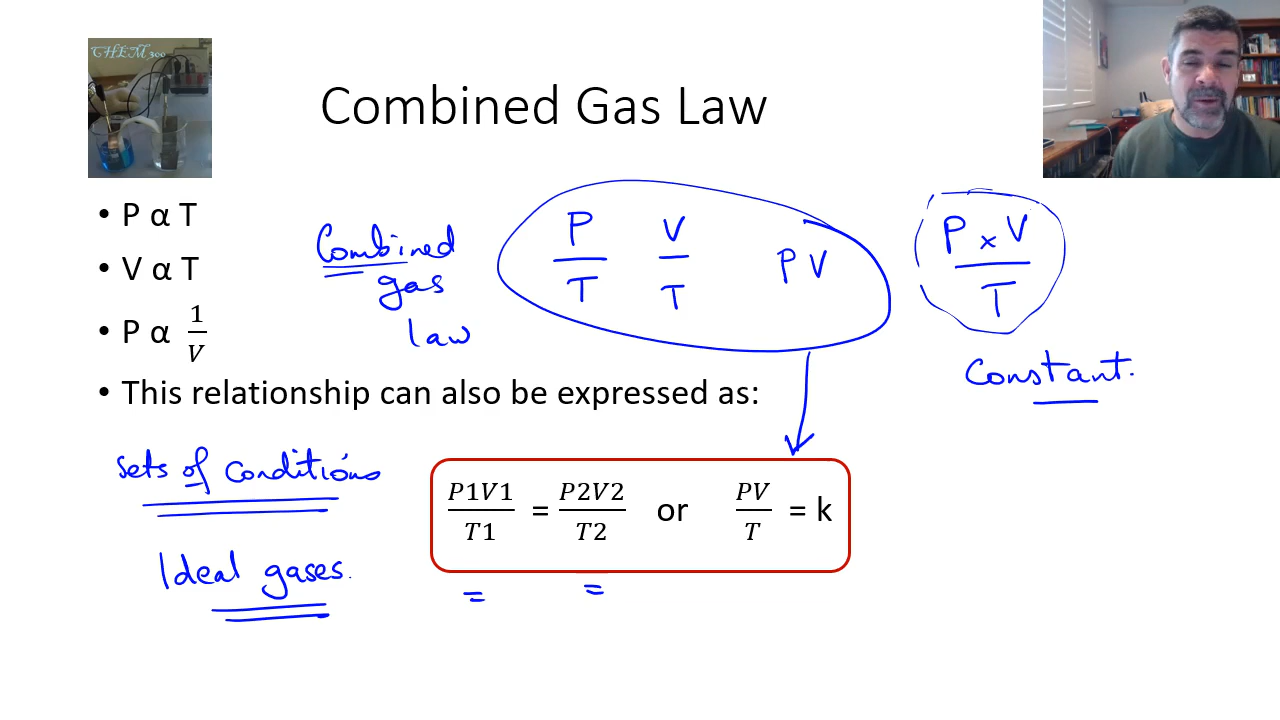 CHEM 300
Combined Gas Law
• P α T
• V α T
• P α 1/V
• This relationship can also be expressed as:
Combined
gas
law
P/T V/T PV
P x V / T
Constant.
Sets of Conditions
Ideal gases.
P1V1/T1 = P2V2/T2 or PV/T = k
= =